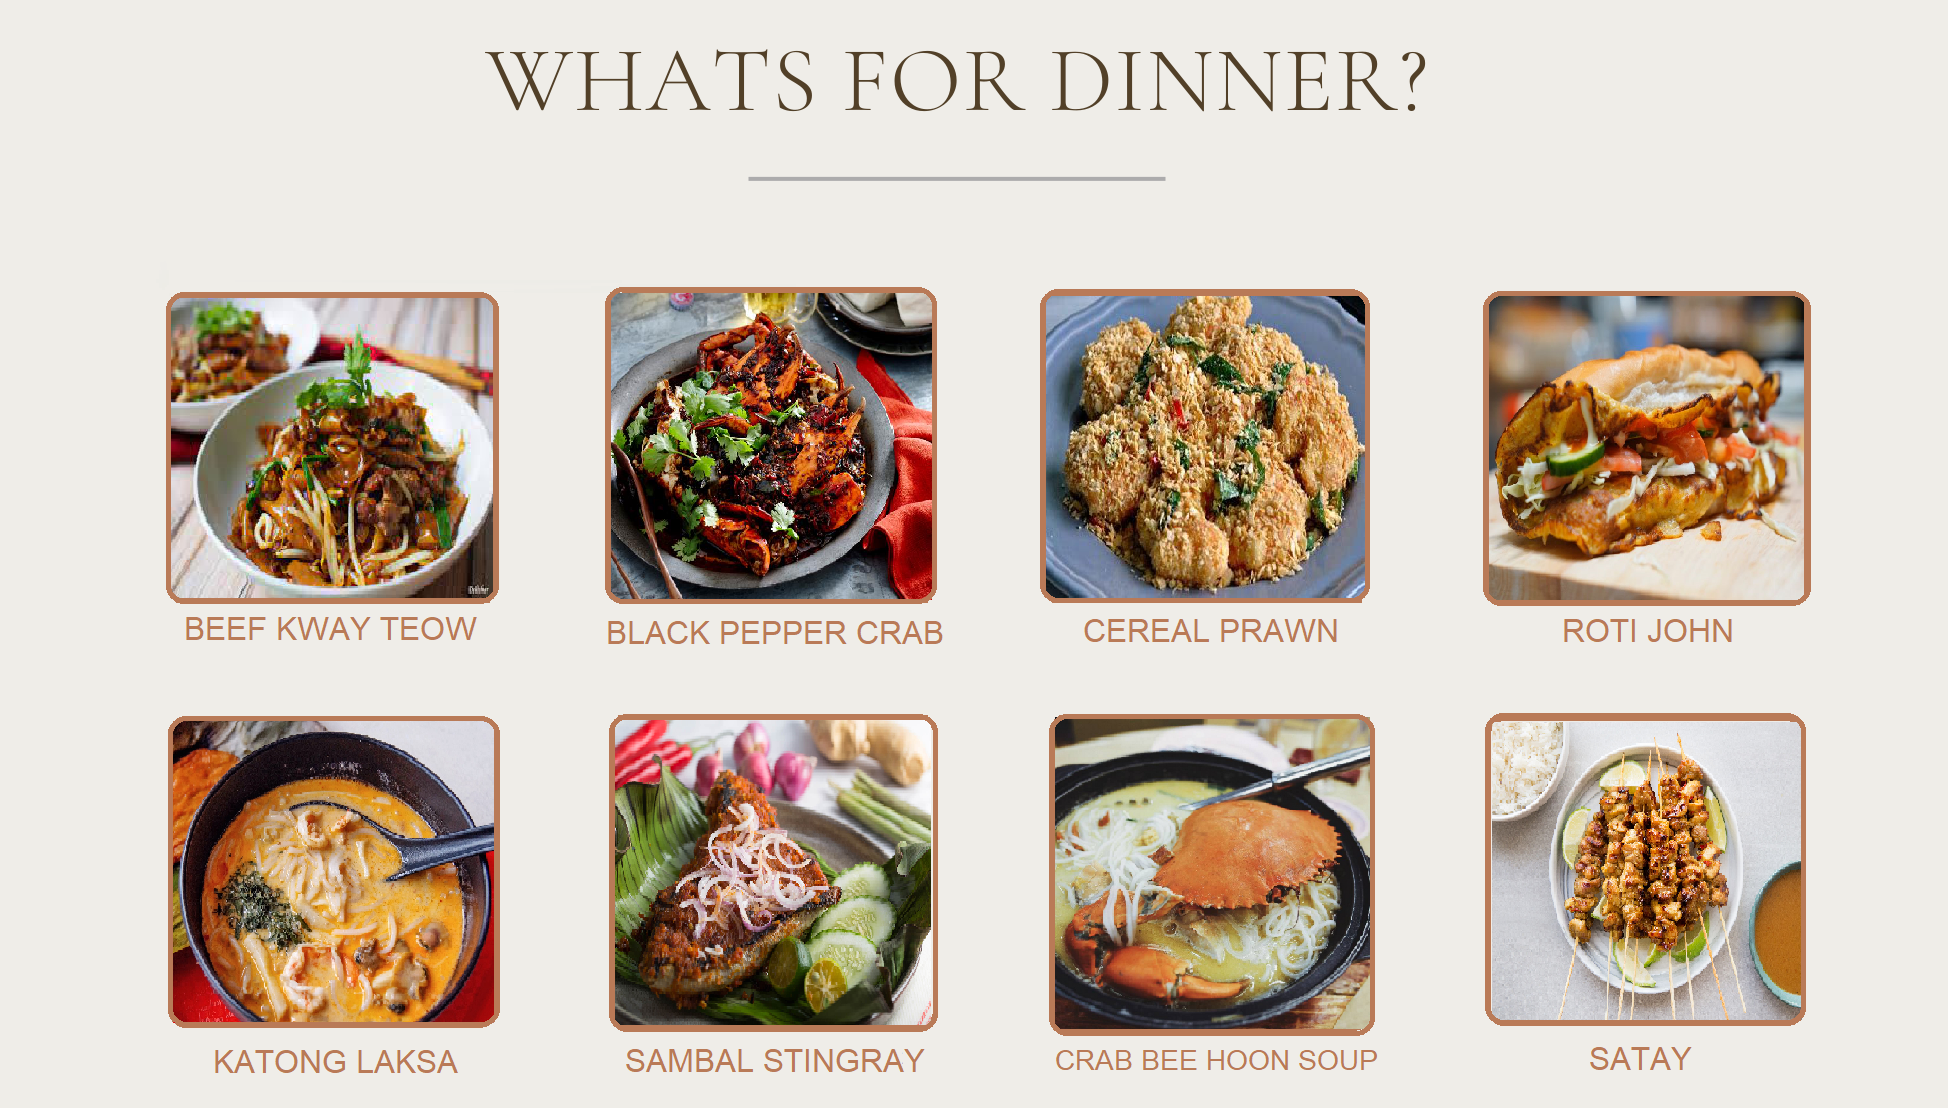 WHATS FOR DINNER?
BEEF KWAY TEOW
BLACK PEPPER CRAB
CEREAL PRAWN
ROTI JOHN
KATONG LAKSA
SAMBAL STINGRAY
CRAB BEE HOON SOUP
SATAY